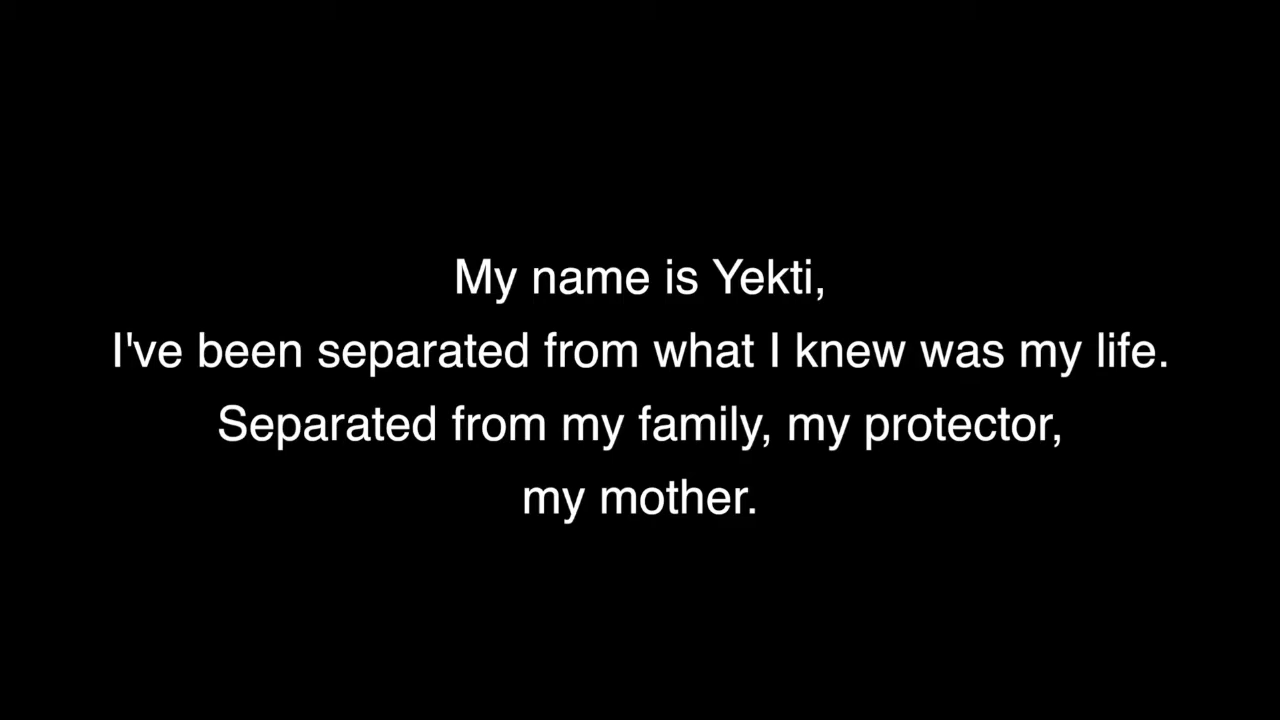 My name is Yekti,
I've been separated from what I knew was my life.
Separated from my family, my protector,
my mother.